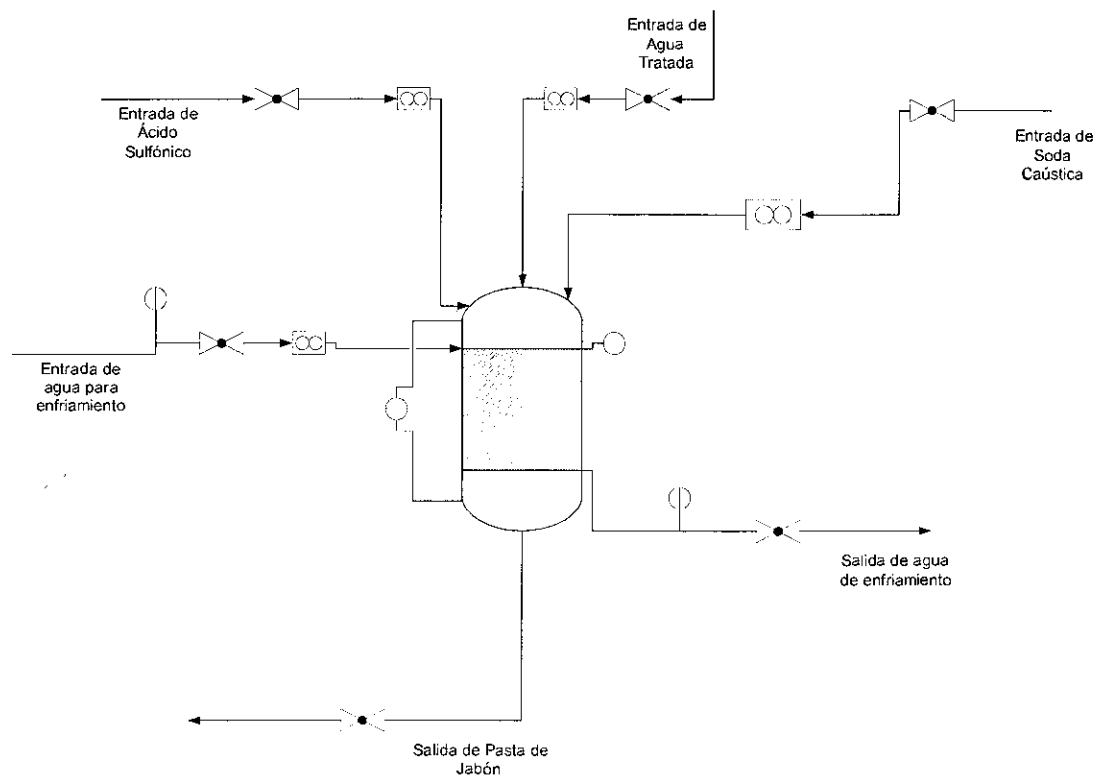 Entrada de
Agua
Tratada
Entrada de
Ácido
Sulfónico
Entrada de
Soda
Caústica
Entrada de
agua para
enfriamiento
Salida de agua
de enfriamiento
Salida de Pasta de
Jabón